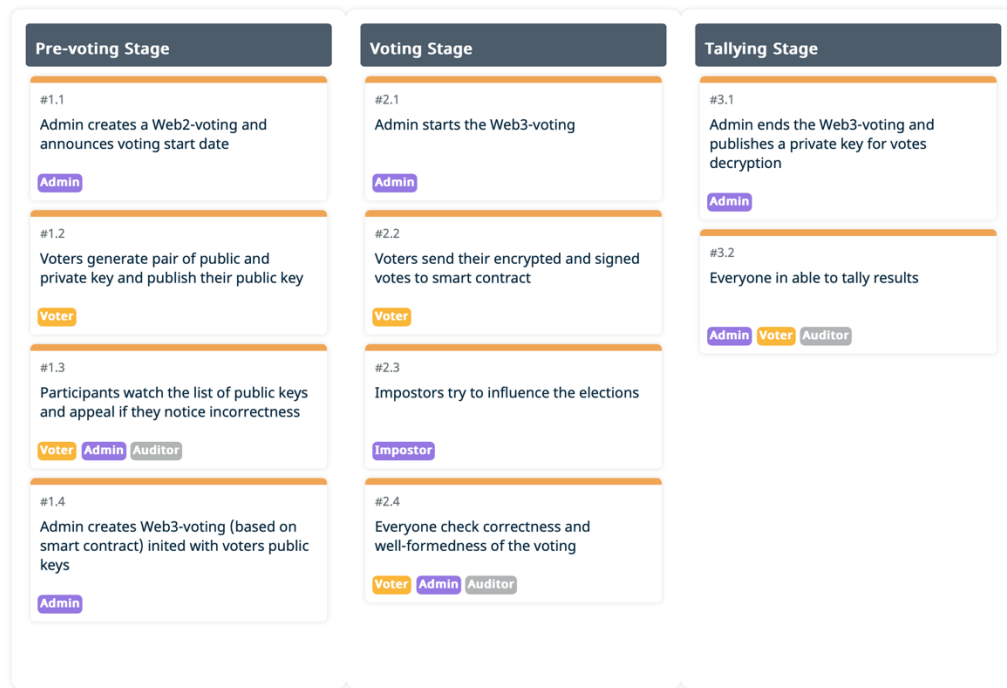 Pre-voting Stage
#1.1
Admin creates a Web2-voting and
announces voting start date
Admin
#1.2
Voters generate pair of public and
private key and publish their public key
Voter
#1.3
Participants watch the list of public keys
and appeal if they notice incorrectness
Voter Admin Auditor
#1.4
Admin creates Web3-voting (based on
smart contract) inited with voters public
keys
Admin
Voting Stage
#2.1
Admin starts the Web3-voting
Admin
#2.2
Voters send their encrypted and signed
votes to smart contract
Voter
#2.3
Impostors try to influence the elections
Impostor
#2.4
Everyone check correctness and
well-formedness of the voting
Voter Admin Auditor
Tallying Stage
#3.1
Admin ends the Web3-voting and
publishes a private key for votes
decryption
Admin
#3.2
Everyone in able to tally results
Admin Voter Auditor